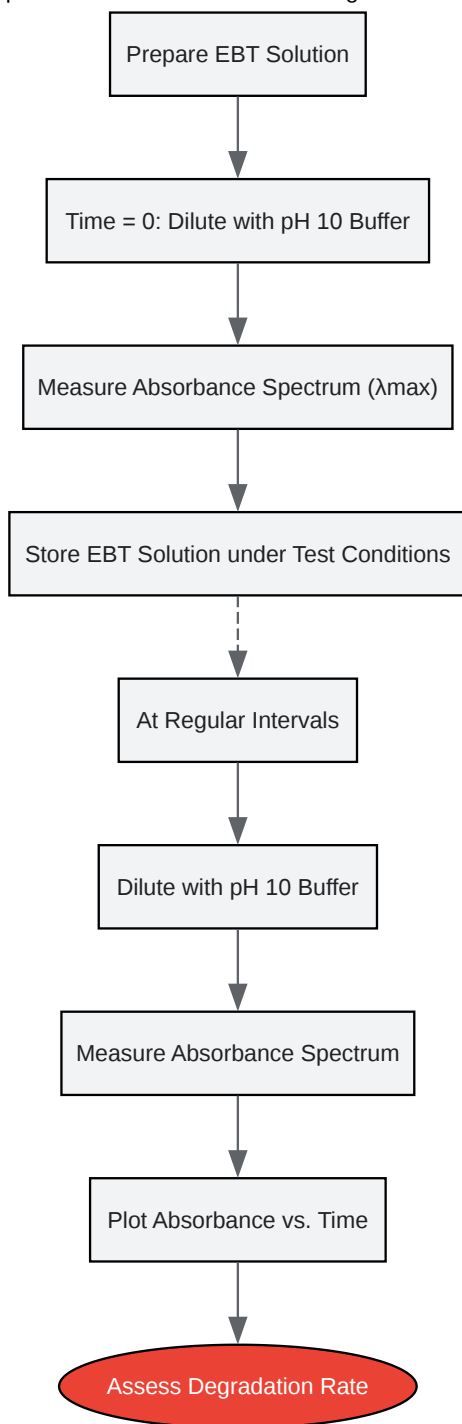 Prepare EBT Solution
Time = 0: Dilute with pH 10 Buffer
Measure Absorbance Spectrum (λmax)
Store EBT Solution under Test Conditions
At Regular Intervals
Dilute with pH 10 Buffer
Measure Absorbance Spectrum
Plot Absorbance vs. Time
Assess Degradation Rate